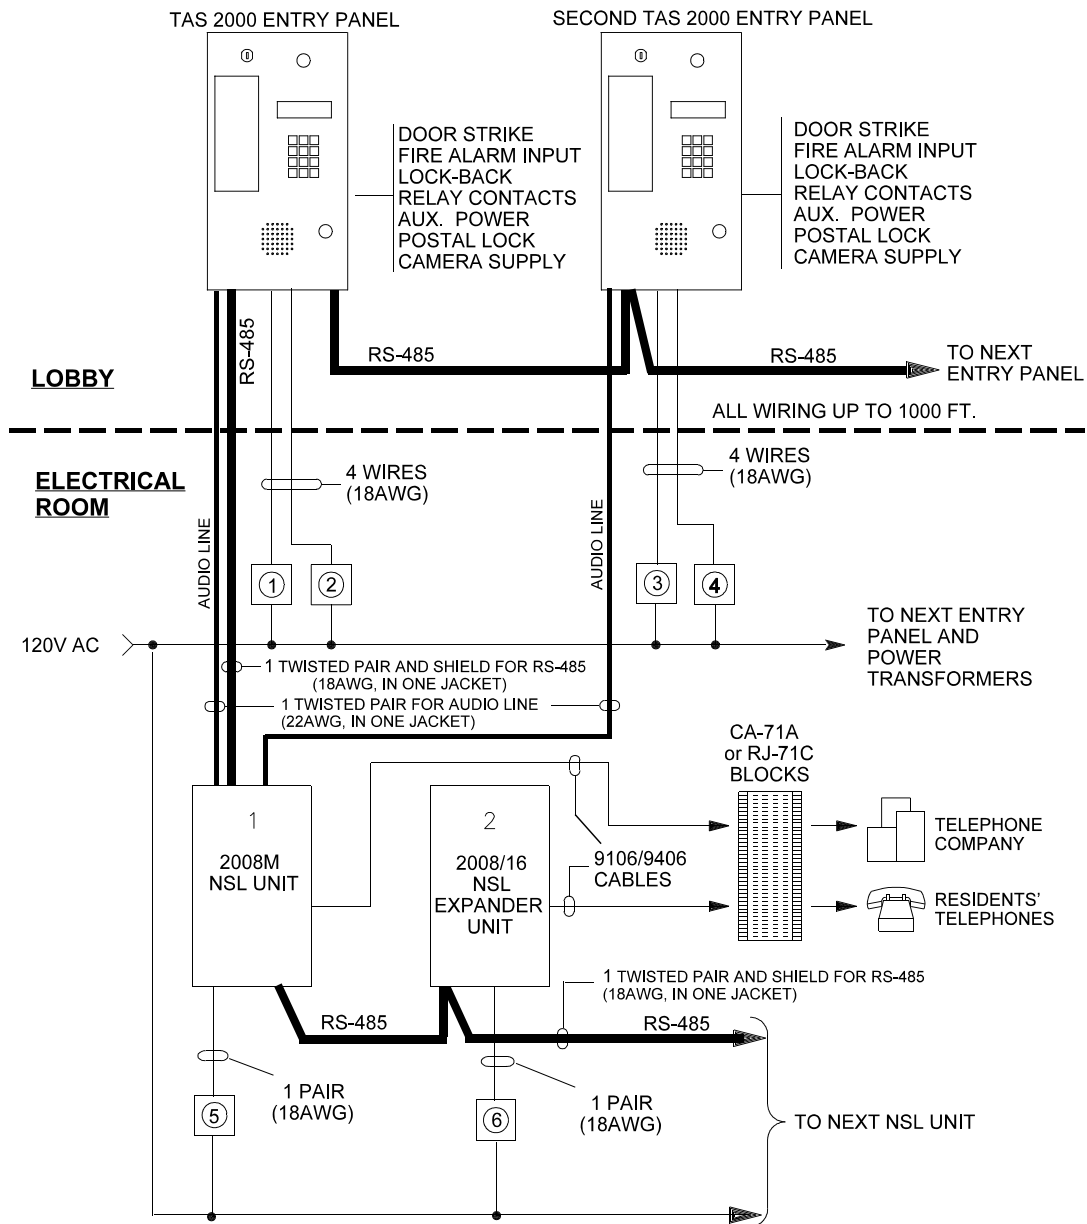 TAS 2000 ENTRY PANEL
SECOND TAS 2000 ENTRY PANEL
DOOR STRIKE
FIRE ALARM INPUT
LOCK-BACK
RELAY CONTACTS
AUX. POWER
POSTAL LOCK
CAMERA SUPPLY
DOOR STRIKE
FIRE ALARM INPUT
LOCK-BACK
RELAY CONTACTS
AUX. POWER
POSTAL LOCK
CAMERA SUPPLY
RS-485
RS-485
RS-485
TO NEXT
ENTRY PANEL
LOBBY
ALL WIRING UP TO 1000 FT.
ELECTRICAL
ROOM
4 WIRES
(18AWG)
4 WIRES
(18AWG)
AUDIO LINE
AUDIO LINE
1
2
3
4
120V AC
TO NEXT ENTRY
PANEL AND
POWER
TRANSFORMERS
1 TWISTED PAIR AND SHIELD FOR RS-485
(18AWG, IN ONE JACKET)
1 TWISTED PAIR FOR AUDIO LINE
(22AWG, IN ONE JACKET)
CA-71A
or RJ-71C
BLOCKS
1
2008M
NSL UNIT
2
2008/16
NSL
EXPANDER
UNIT
9106/9406
CABLES
TELEPHONE
COMPANY
RESIDENTS'
TELEPHONES
1 TWISTED PAIR AND SHIELD FOR RS-485
(18AWG, IN ONE JACKET)
RS-485
RS-485
1 PAIR
(18AWG)
1 PAIR
(18AWG)
5
6
TO NEXT NSL UNIT